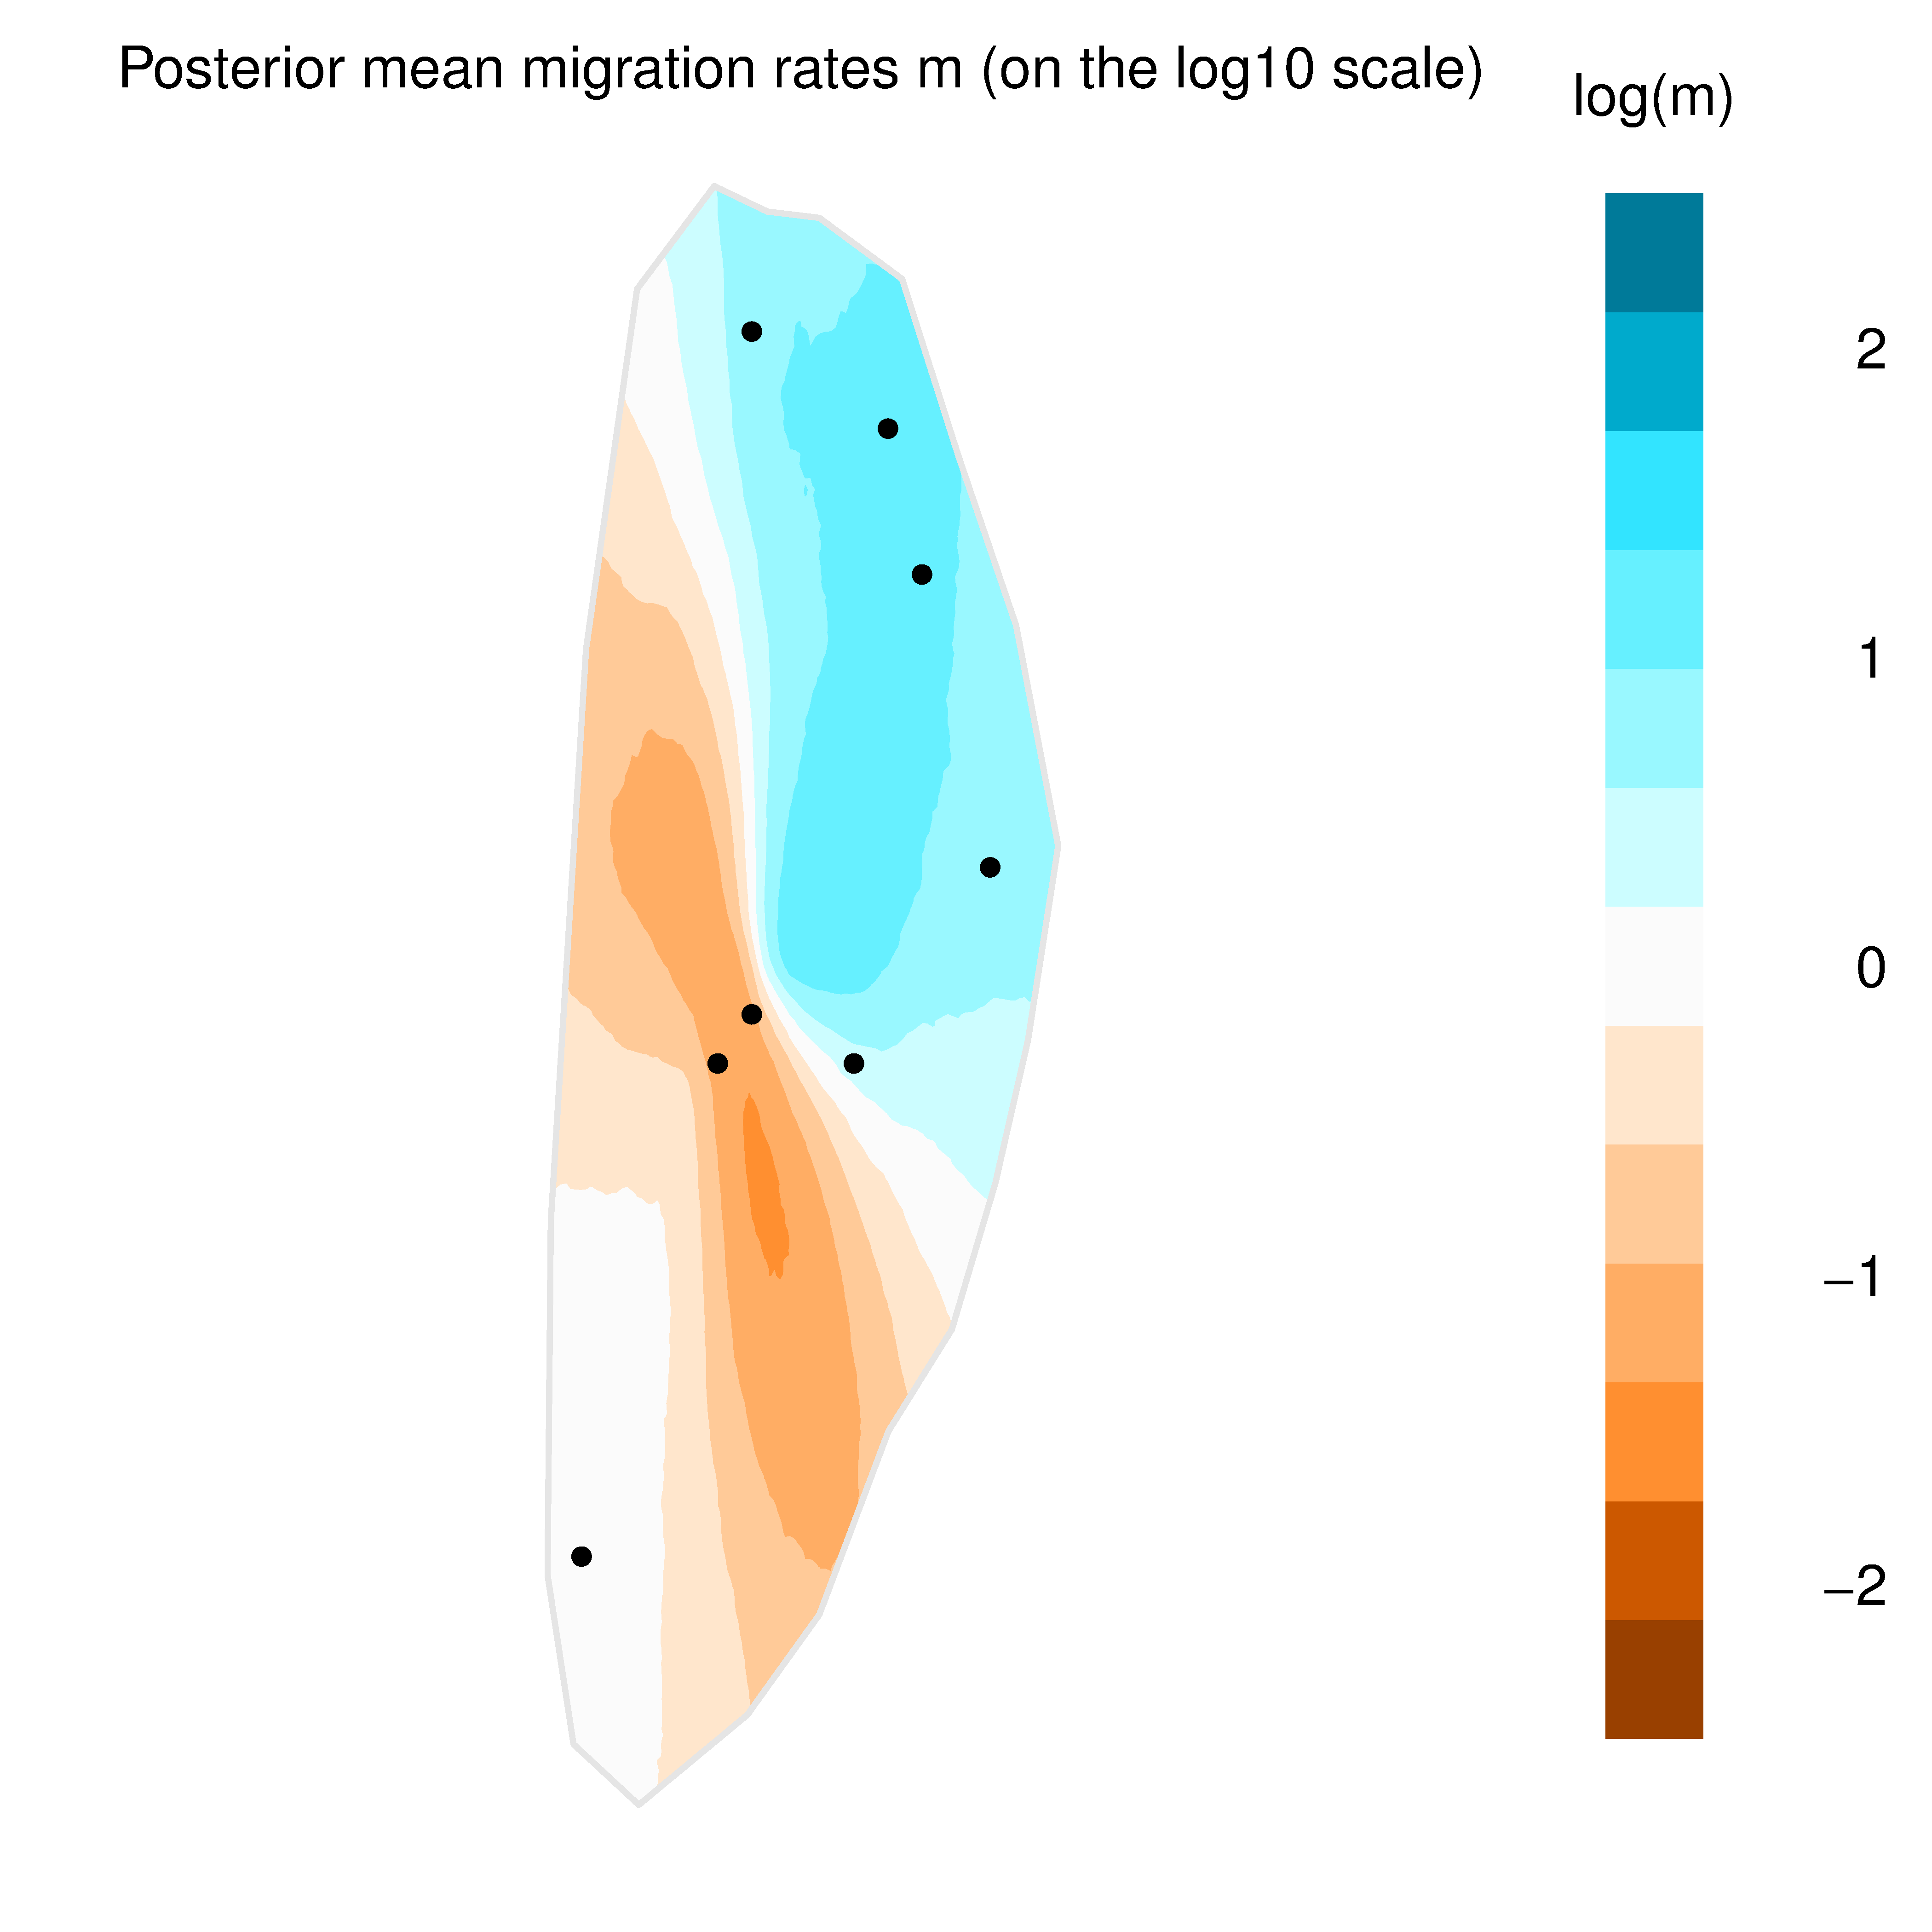 Posterior mean migration rates m (on the log10 scale)
log(m)
2
1
0
−1
−2